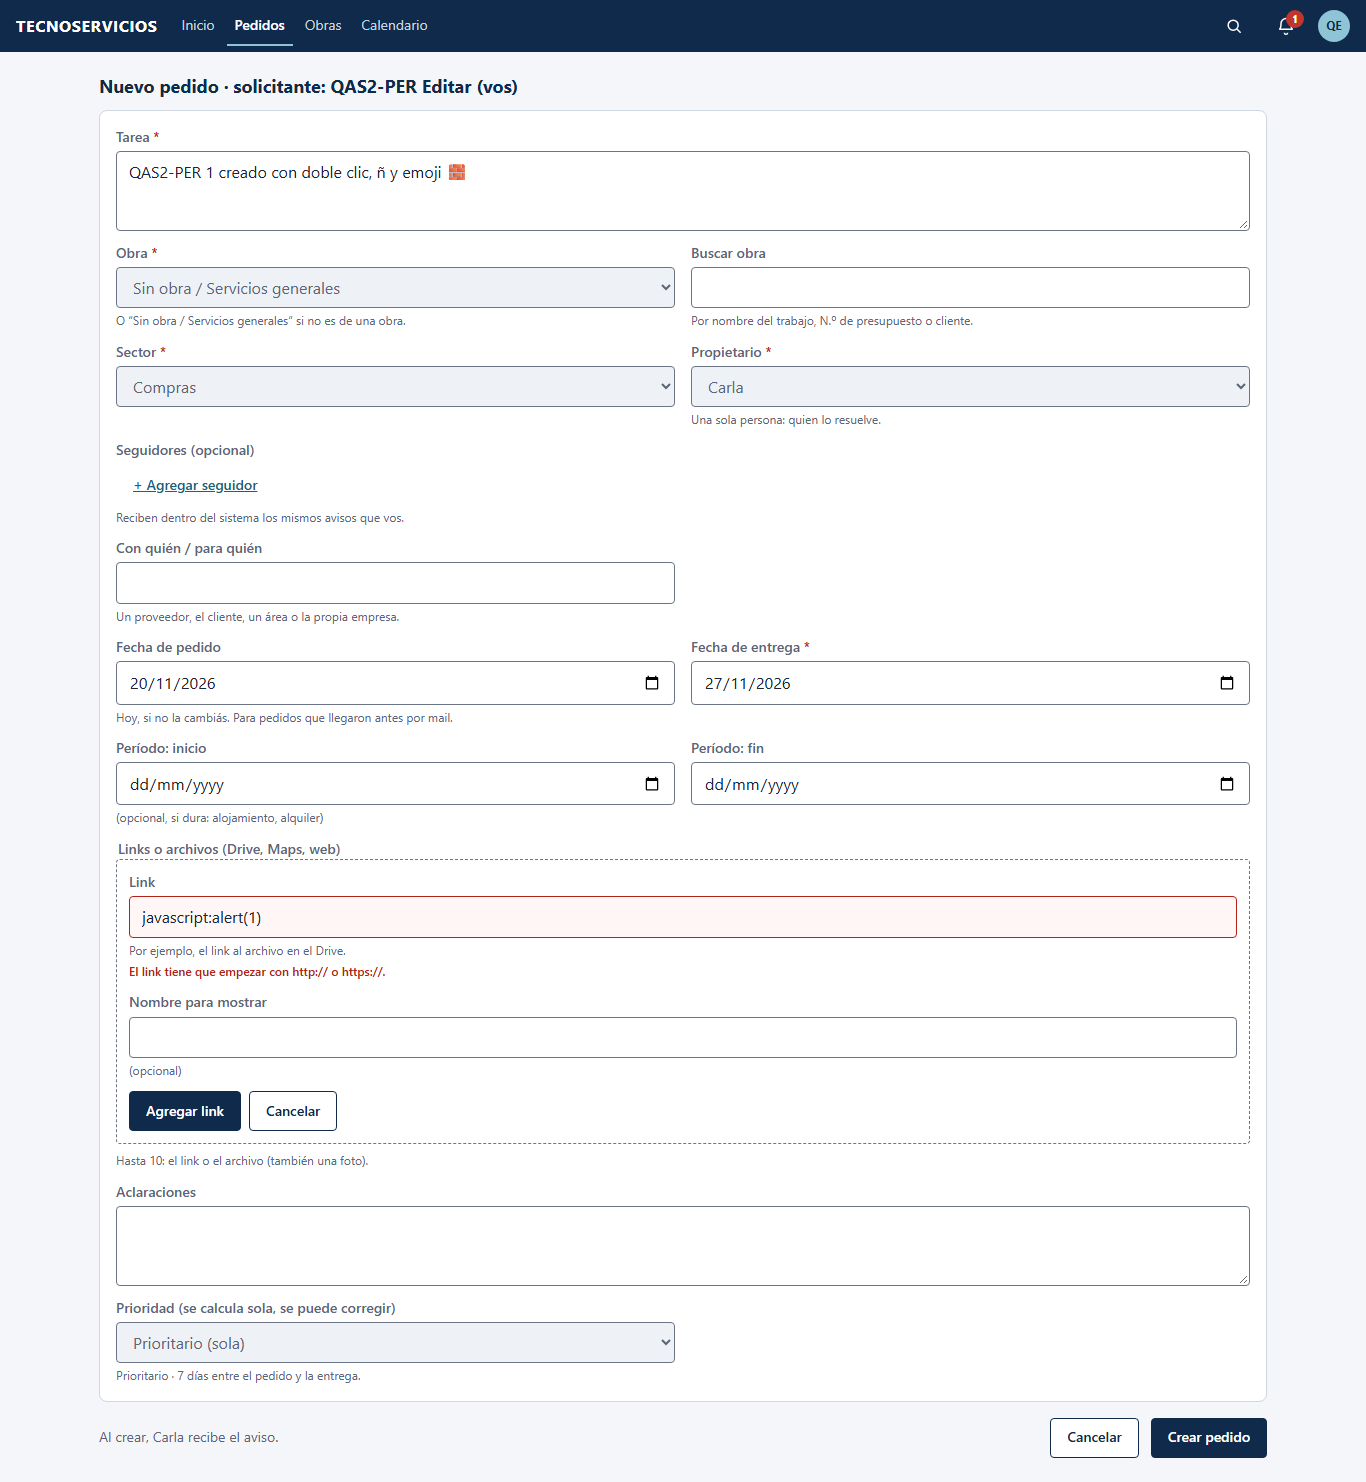 TECNOSERVICIOS Inicio Pedidos Obras Calendario 1 QE
Nuevo pedido · solicitante: QAS2-PER Editar (vos)
Tarea *
QAS2-PER 1 creado con doble clic, ñ y emoji 🧱
Obra * Buscar obra
Sin obra / Servicios generales
O “Sin obra / Servicios generales” si no es de una obra. Por nombre del trabajo, N.º de presupuesto o cliente.
Sector * Propietario *
Compras Carla
Una sola persona: quien lo resuelve.
Seguidores (opcional)
+ Agregar seguidor
Reciben dentro del sistema los mismos avisos que vos.
Con quién / para quién
Un proveedor, el cliente, un área o la propia empresa.
Fecha de pedido Fecha de entrega *
20/11/2026 27/11/2026
Hoy, si no la cambiás. Para pedidos que llegaron antes por mail.
Período: inicio Período: fin
dd/mm/yyyy dd/mm/yyyy
(opcional, si dura: alojamiento, alquiler)
Links o archivos (Drive, Maps, web)
Link
javascript:alert(1)
Por ejemplo, el link al archivo en el Drive.
El link tiene que empezar con http:// o https://.
Nombre para mostrar
(opcional)
Agregar link Cancelar
Hasta 10: el link o el archivo (también una foto).
Aclaraciones
Prioridad (se calcula sola, se puede corregir)
Prioritario (sola)
Prioritario · 7 días entre el pedido y la entrega.
Al crear, Carla recibe el aviso. Cancelar Crear pedido